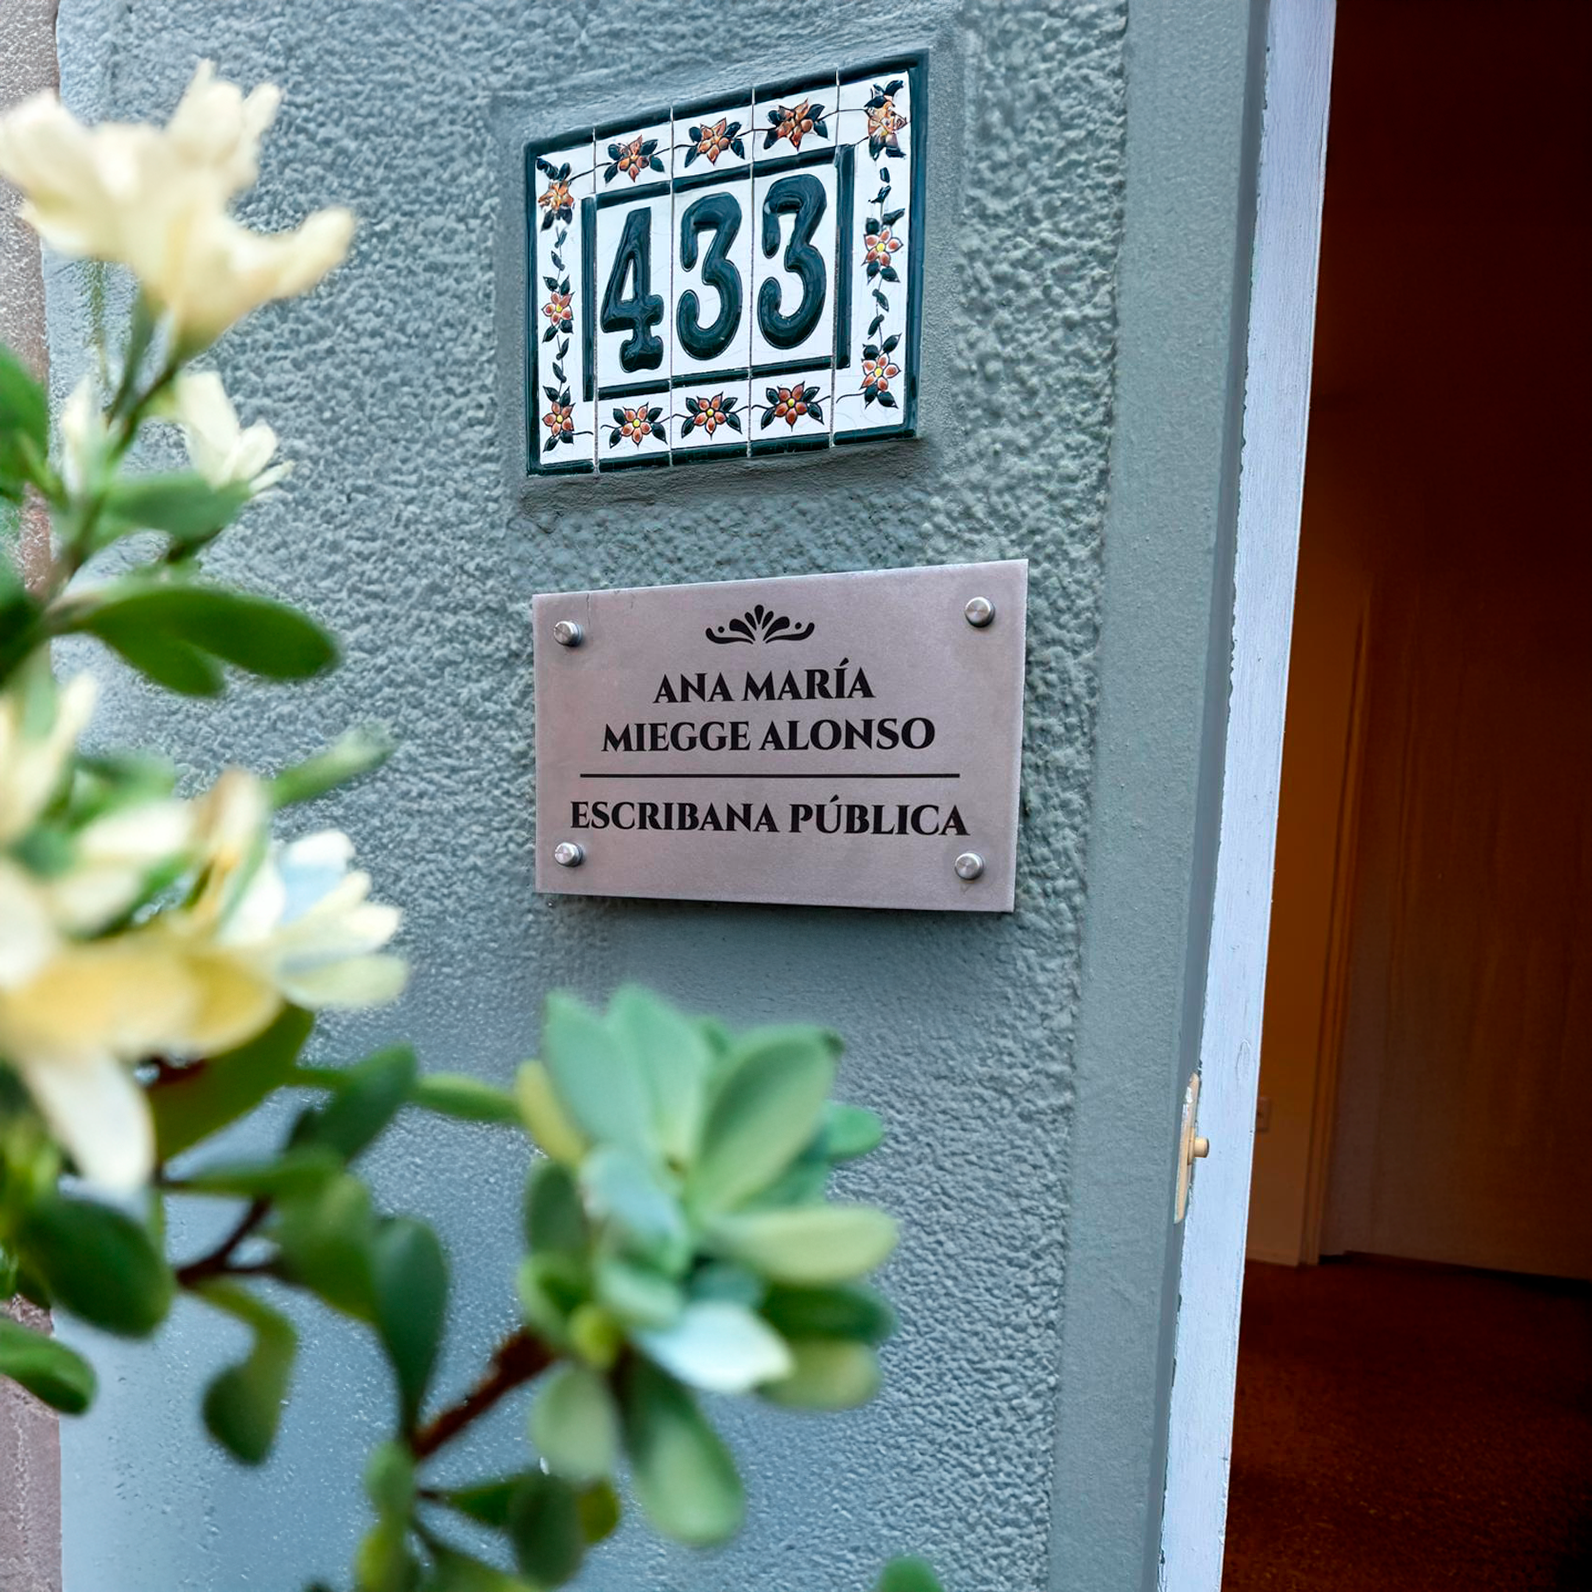 433
ANA MARÍA
MIEGGE ALONSO
ESCRIBANA PÚBLICA